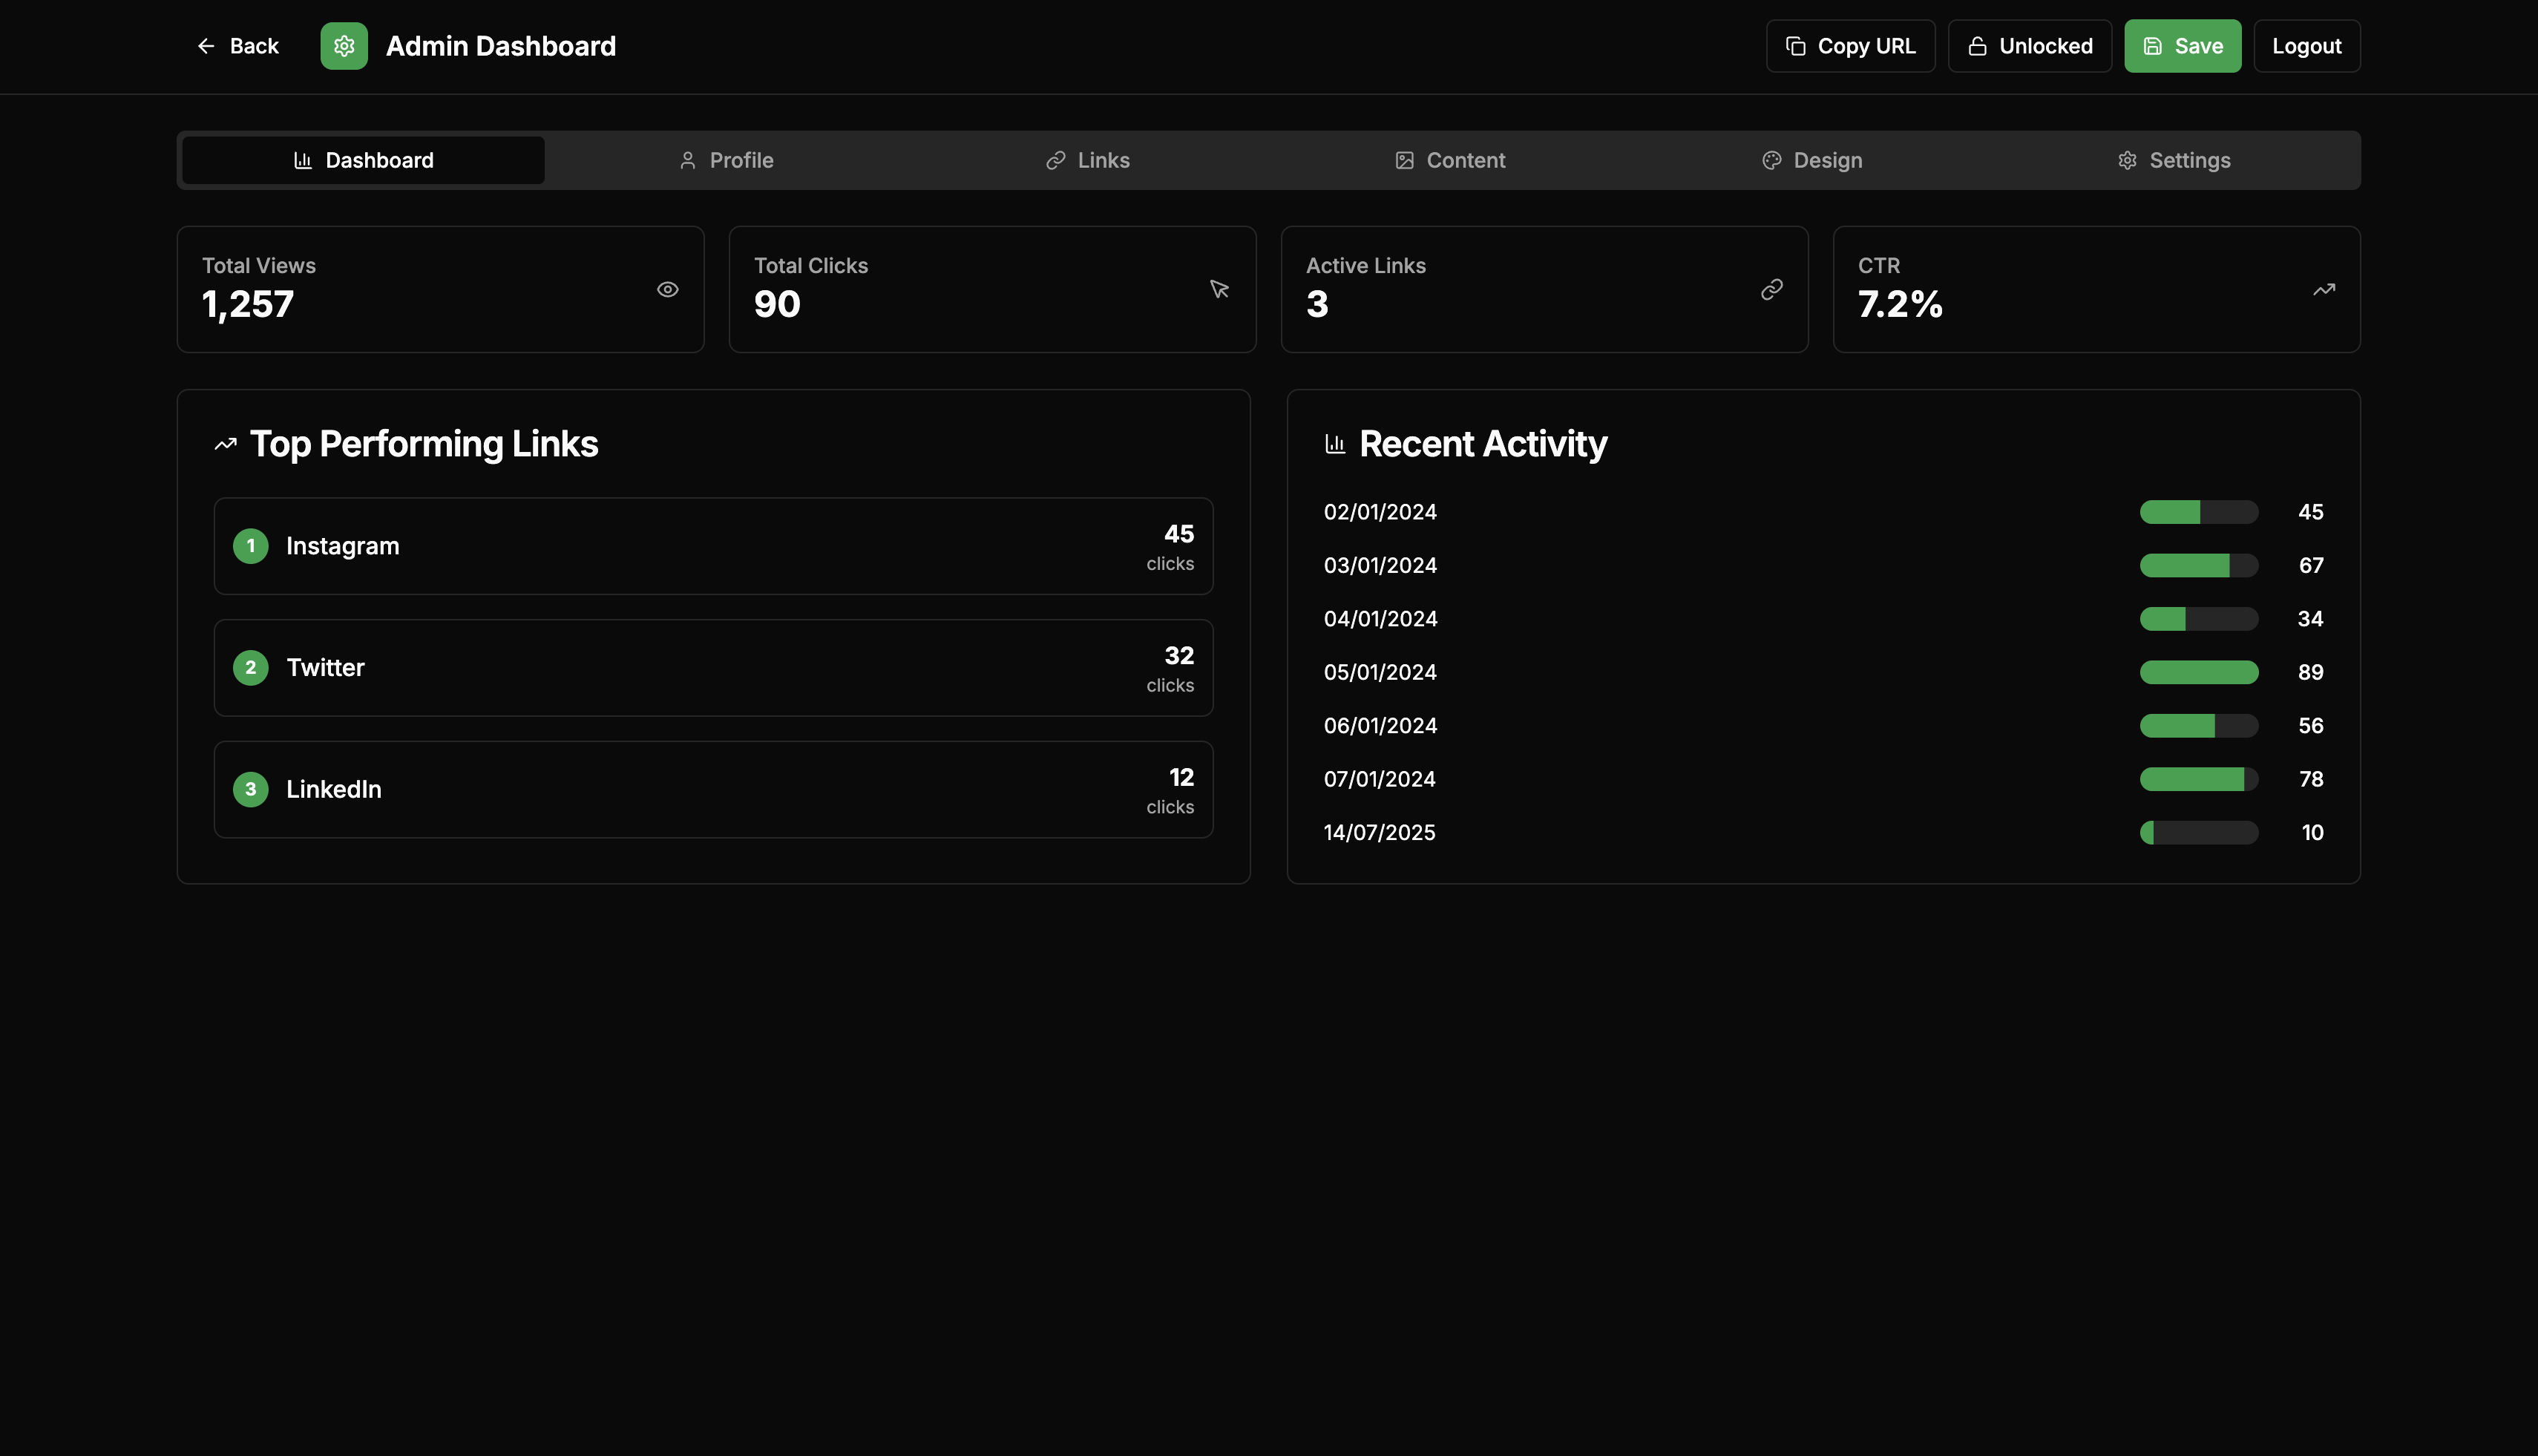 Back
Admin Dashboard
Copy URL
Unlocked
Save
Logout
Dashboard
Profile
Links
Content
Design
Settings
Total Views
1,257
Total Clicks
90
Active Links
3
CTR
7.2%
Top Performing Links
1 Instagram 45
clicks
2 Twitter 32
clicks
3 LinkedIn 12
clicks
Recent Activity
02/01/2024 45
03/01/2024 67
04/01/2024 34
05/01/2024 89
06/01/2024 56
07/01/2024 78
14/07/2025 10